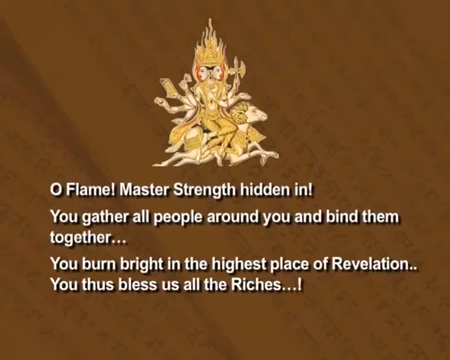 O Flame! Master Strength hidden in!
You gather all people around you and bind them
together...
You burn bright in the highest place of Revelation..
You thus bless us all the Riches...!